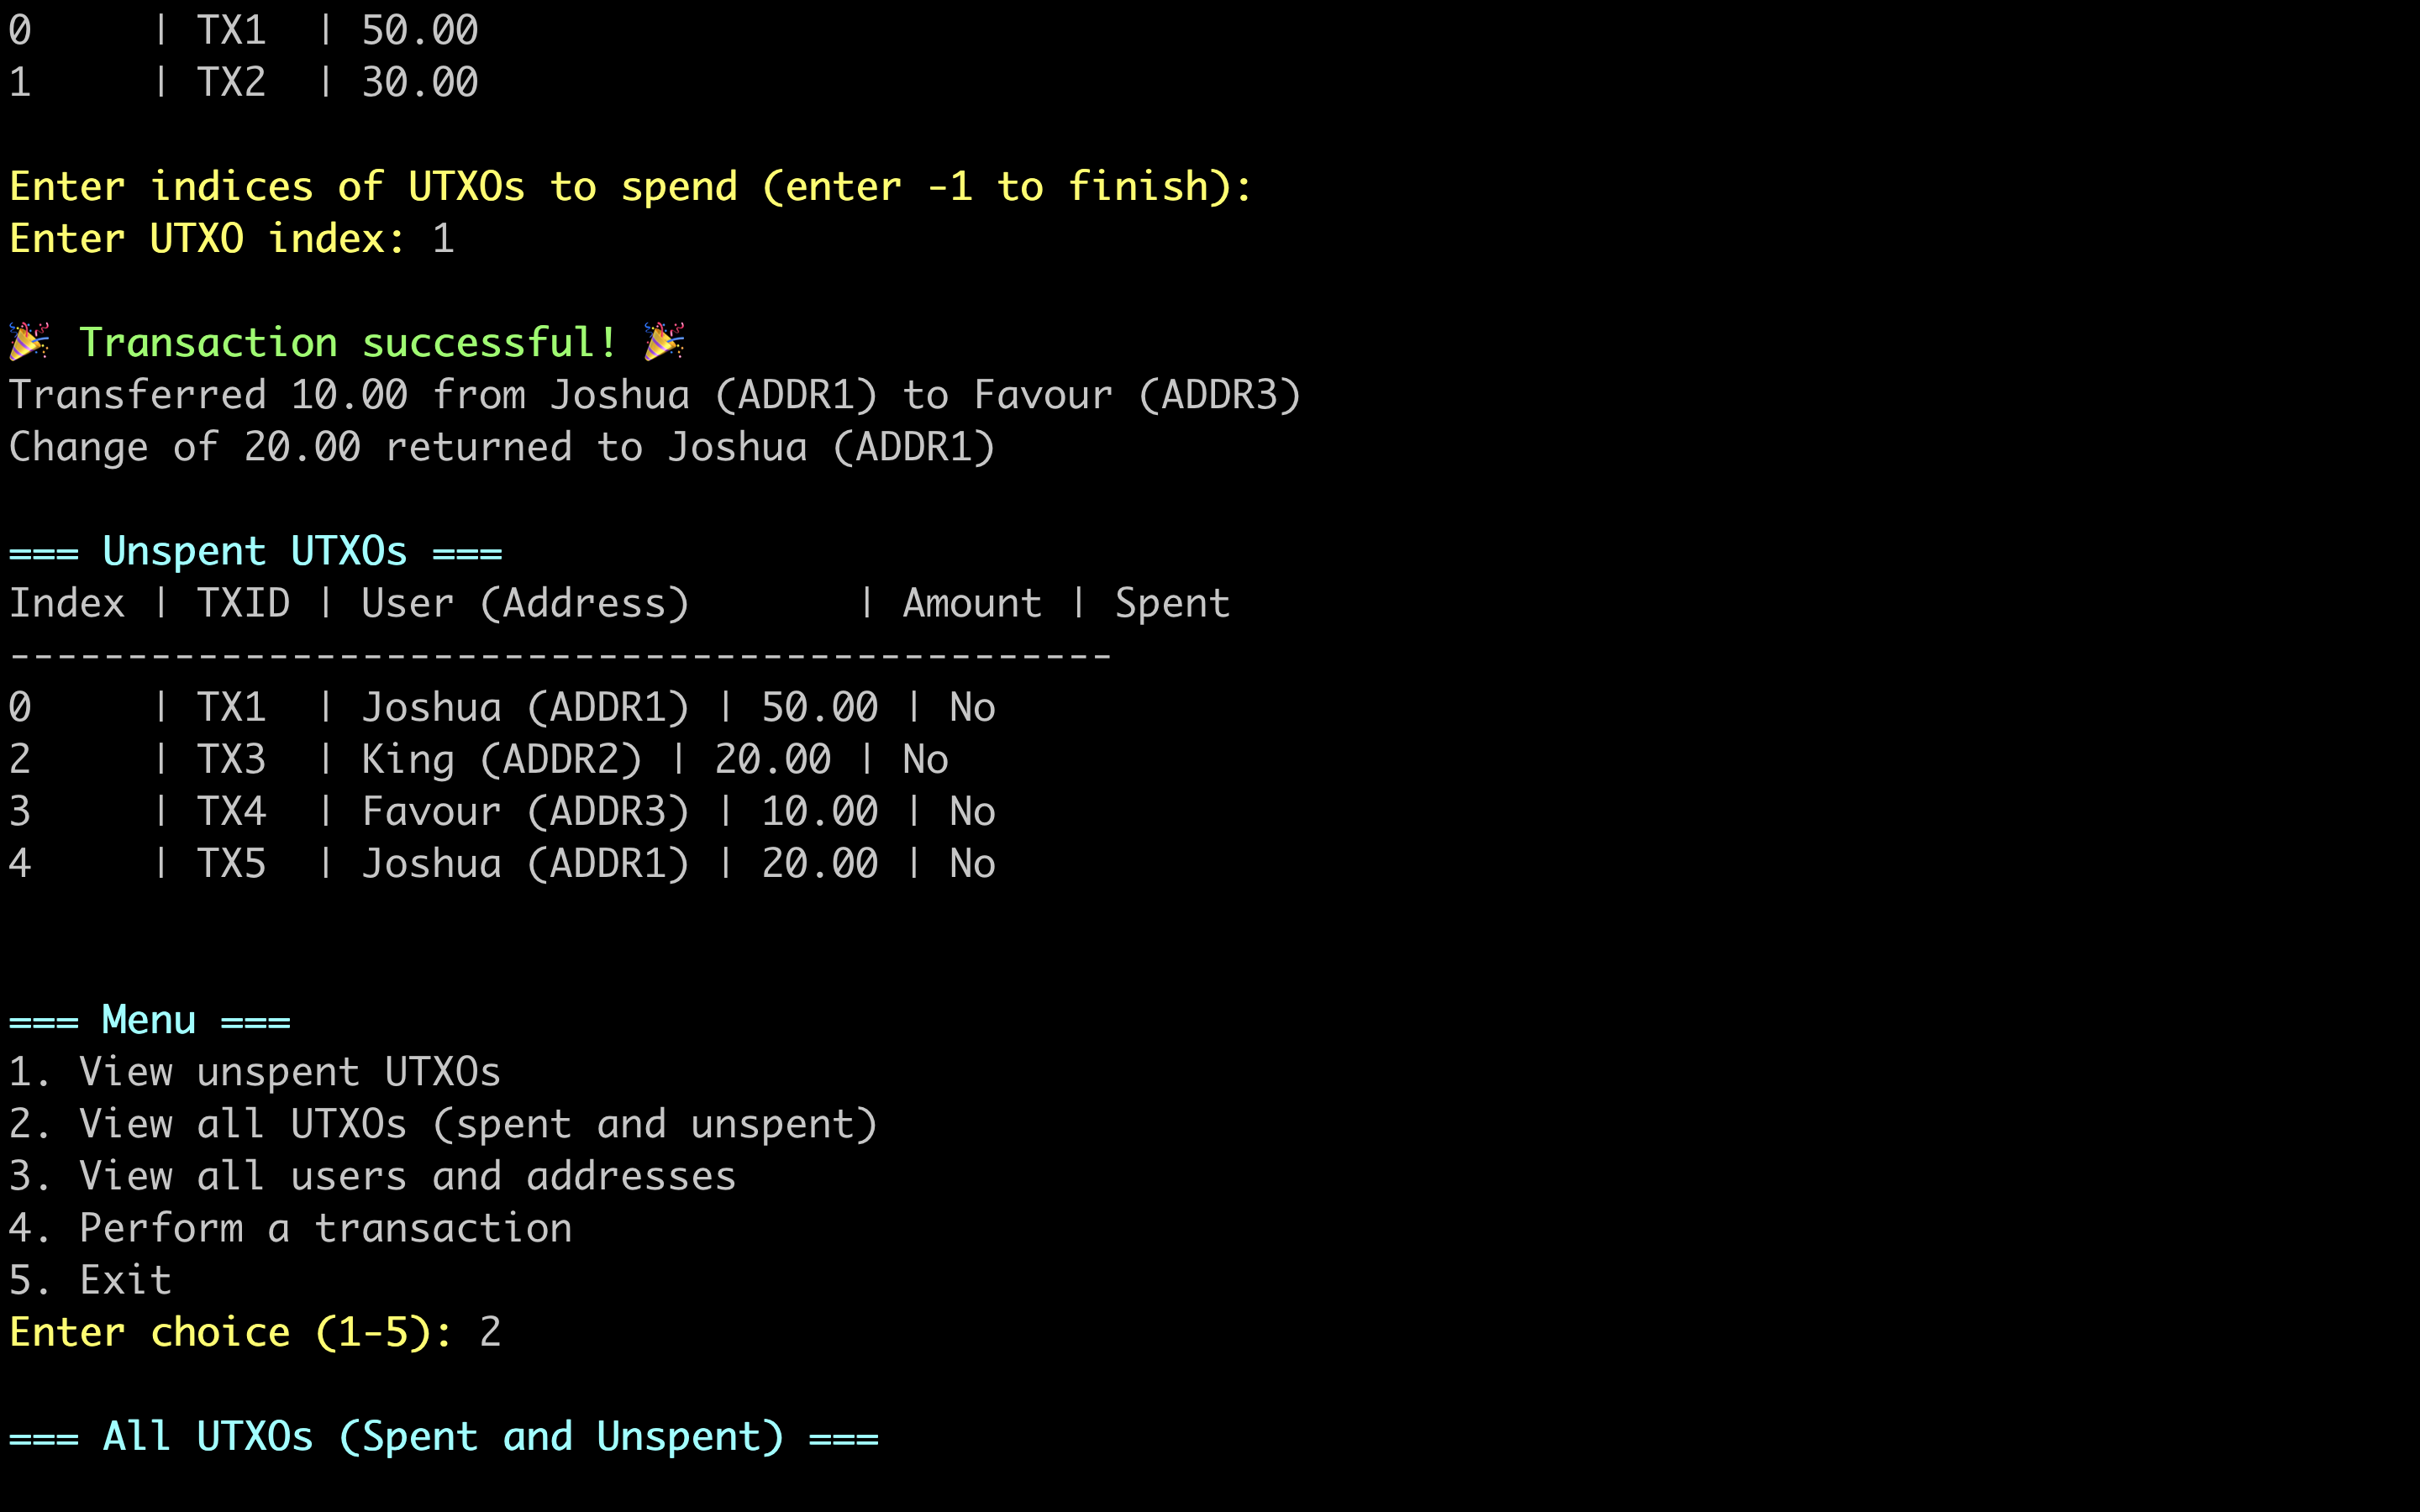 0     | TX1  | 50.00
1     | TX2  | 30.00
Enter indices of UTXOs to spend (enter -1 to finish):
Enter UTXO index: 1
🎉 Transaction successful! 🎉
Transferred 10.00 from Joshua (ADDR1) to Favour (ADDR3)
Change of 20.00 returned to Joshua (ADDR1)
=== Unspent UTXOs ===
Index | TXID | User (Address)       | Amount | Spent
-----------------------------------------------
0     | TX1  | Joshua (ADDR1) | 50.00 | No
2     | TX3  | King (ADDR2) | 20.00 | No
3     | TX4  | Favour (ADDR3) | 10.00 | No
4     | TX5  | Joshua (ADDR1) | 20.00 | No
=== Menu ===
1. View unspent UTXOs
2. View all UTXOs (spent and unspent)
3. View all users and addresses
4. Perform a transaction
5. Exit
Enter choice (1-5): 2
=== All UTXOs (Spent and Unspent) ===